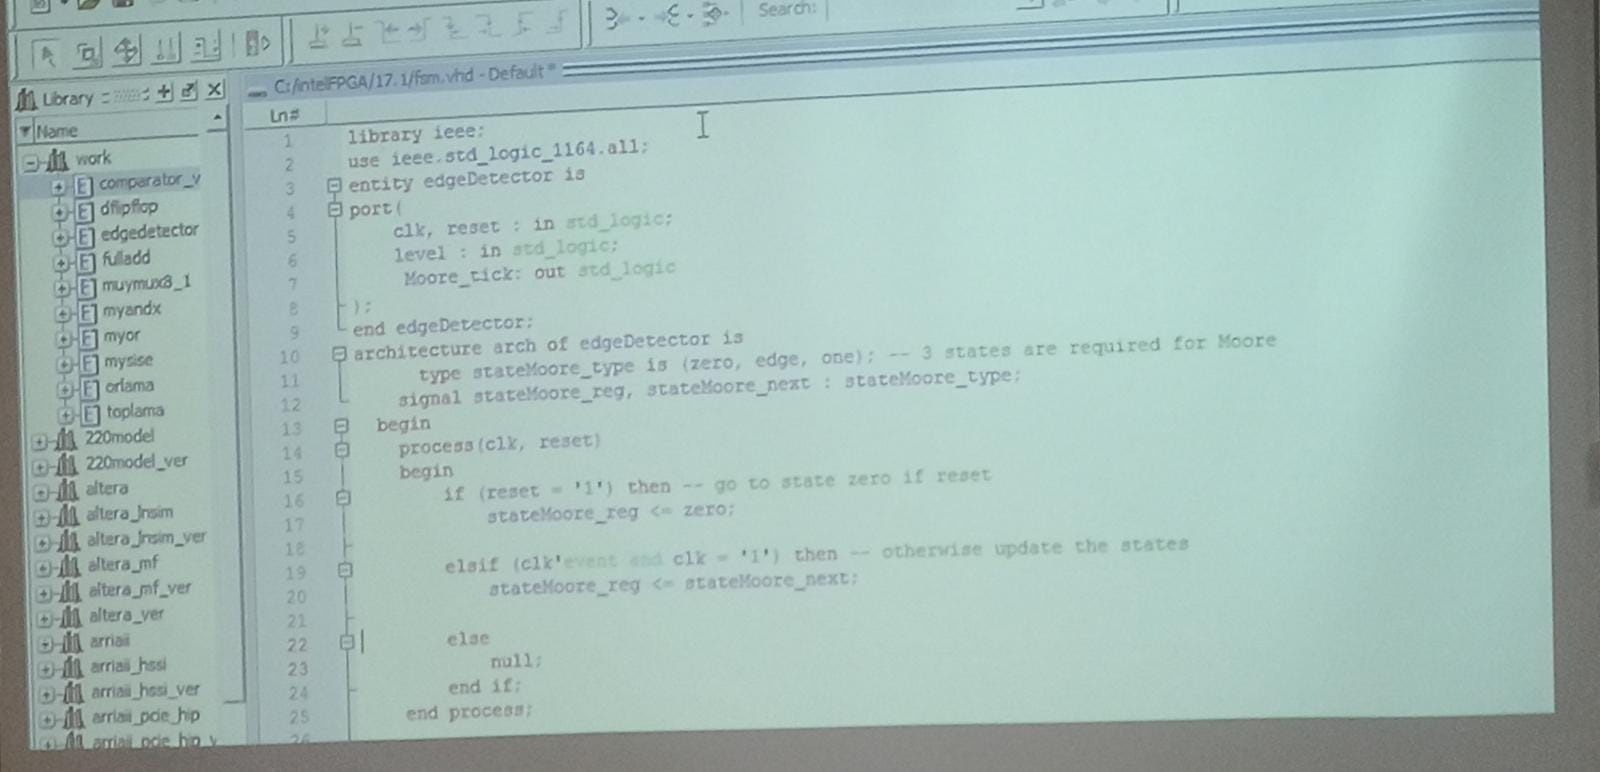 Search:
Library
Name
work
comparator_v
dflipflop
edgedetector
fulladd
muymux3_1
myandx
myor
mysise
orlama
toplama
220model
220model_ver
altera
altera_lnsim
altera_lnsim_ver
altera_mf
altera_mf_ver
altera_ver
arriaii
arriaii_hssi
arriaii_hssi_ver
arriaii_pcie_hip
arriaii_pcie_hip_v
C:/intelFPGA/17.1/fsm.vhd - Default *
Ln#
1 library ieee;
2 use ieee.std_logic_1164.all;
3 entity edgeDetector is
4 port(
5 clk, reset : in std_logic;
6 level : in std_logic;
7 Moore_tick: out std_logic
8 );
9 end edgeDetector;
10 architecture arch of edgeDetector is
11 type stateMoore_type is (zero, edge, one); -- 3 states are required for Moore
12 signal stateMoore_reg, stateMoore_next : stateMoore_type;
13 begin
14 process(clk, reset)
15 begin
16 if (reset = '1') then -- go to state zero if reset
17 stateMoore_reg <= zero;
18
19 elsif (clk'event and clk = '1') then -- otherwise update the states
20 stateMoore_reg <= stateMoore_next;
21
22 else
23 null;
24 end if;
25 end process;
26